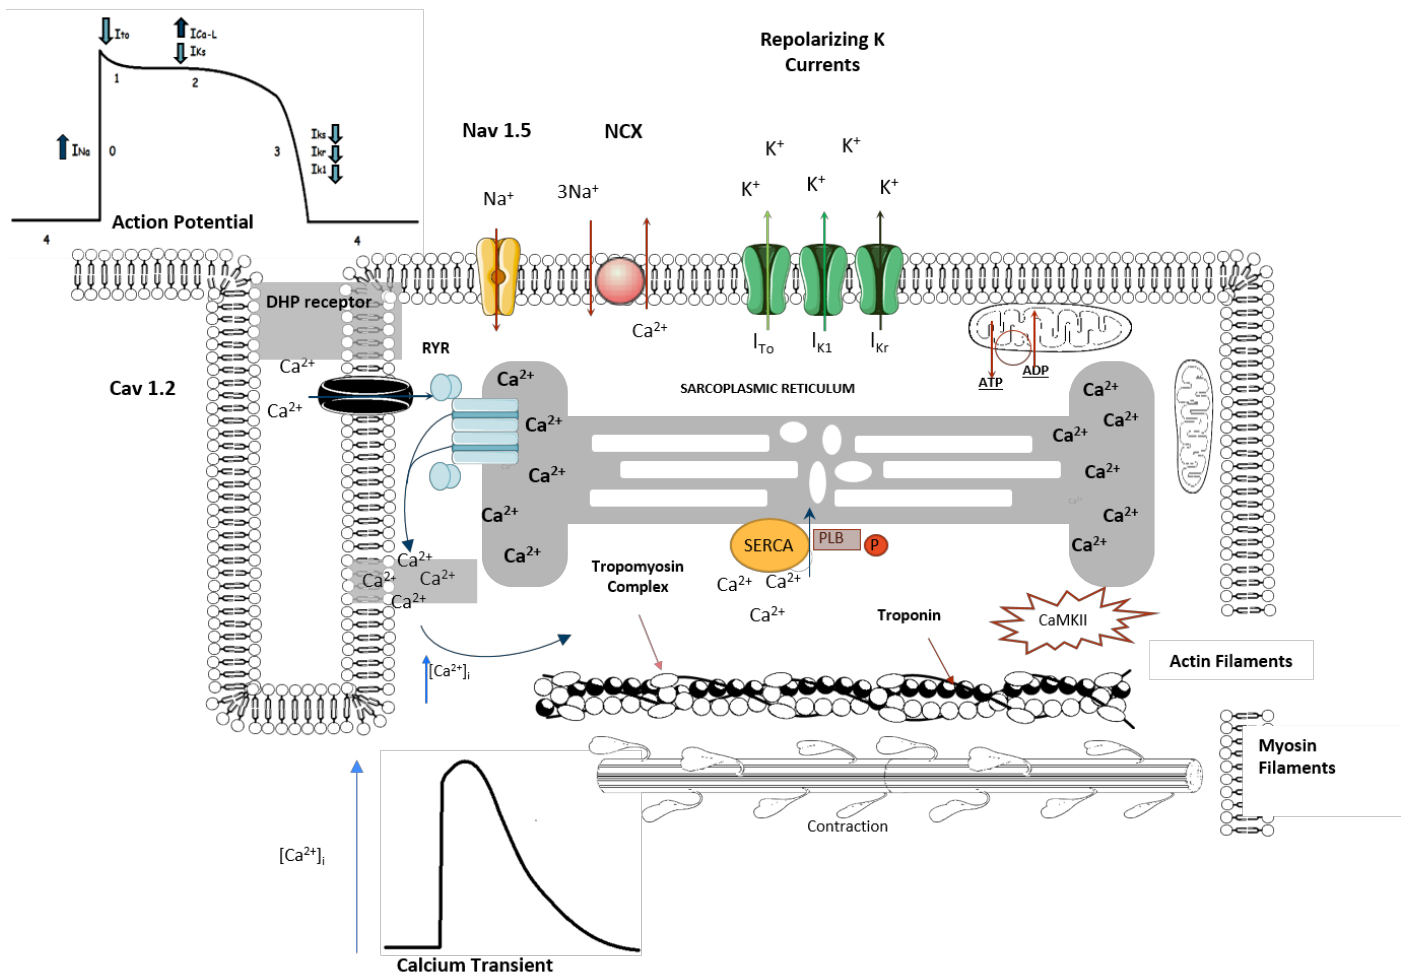 Ito
ICa-L
IKs
1
2
INa
0
3
Iks
Ikr
Ik1
Action Potential
4
4
Repolarizing K
Currents
Nav 1.5
NCX
K⁺
K⁺
K⁺
K⁺
K⁺
Na⁺
3Na⁺
Ca²⁺
ITo
IK1
IKr
DHP receptor
Ca²⁺
Cav 1.2
Ca²⁺
RYR
SARCOPLASMIC RETICULUM
ATP
ADP
Ca²⁺
Ca²⁺
Ca²⁺
Ca²⁺
Ca²⁺
Ca²⁺
Ca²⁺
Ca²⁺
Ca²⁺
Ca²⁺
Ca²⁺
SERCA
PLB
P
Ca²⁺
Ca²⁺
Ca²⁺
Ca²⁺
Ca²⁺
Ca²⁺
Ca²⁺
Tropomyosin
Complex
Troponin
CaMKII
[Ca²⁺]i
Actin Filaments
Myosin
Filaments
Contraction
[Ca²⁺]i
Calcium Transient